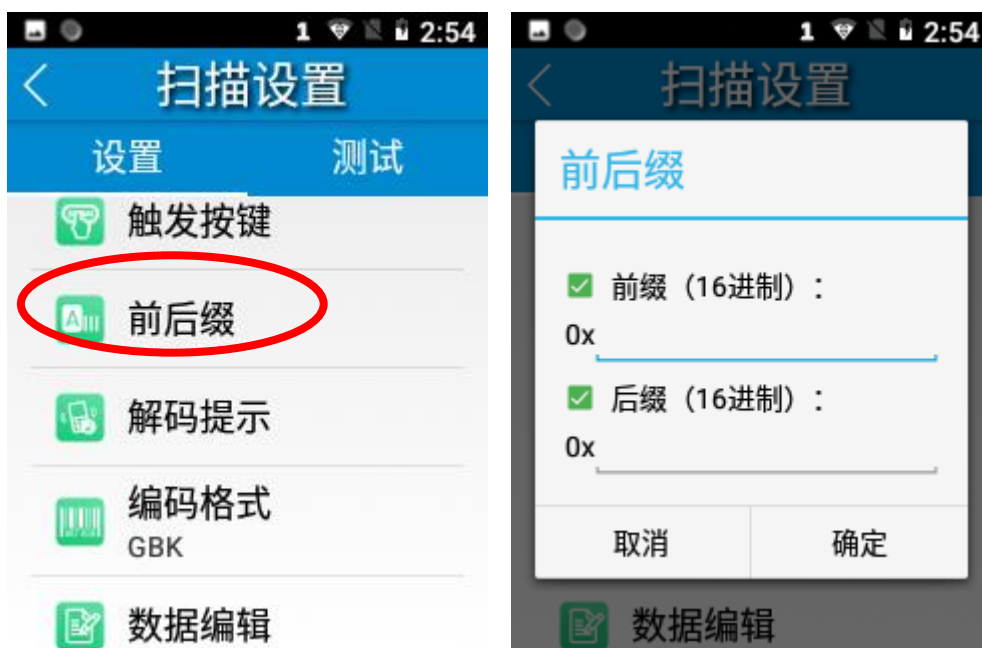 1 2:54
扫描设置
设置 测试
触发按键
前后缀
解码提示
编码格式
GBK
数据编辑
1 2:54
扫描设置
前后缀
前缀（16进制）：
0x
后缀（16进制）：
0x
取消 确定
数据编辑